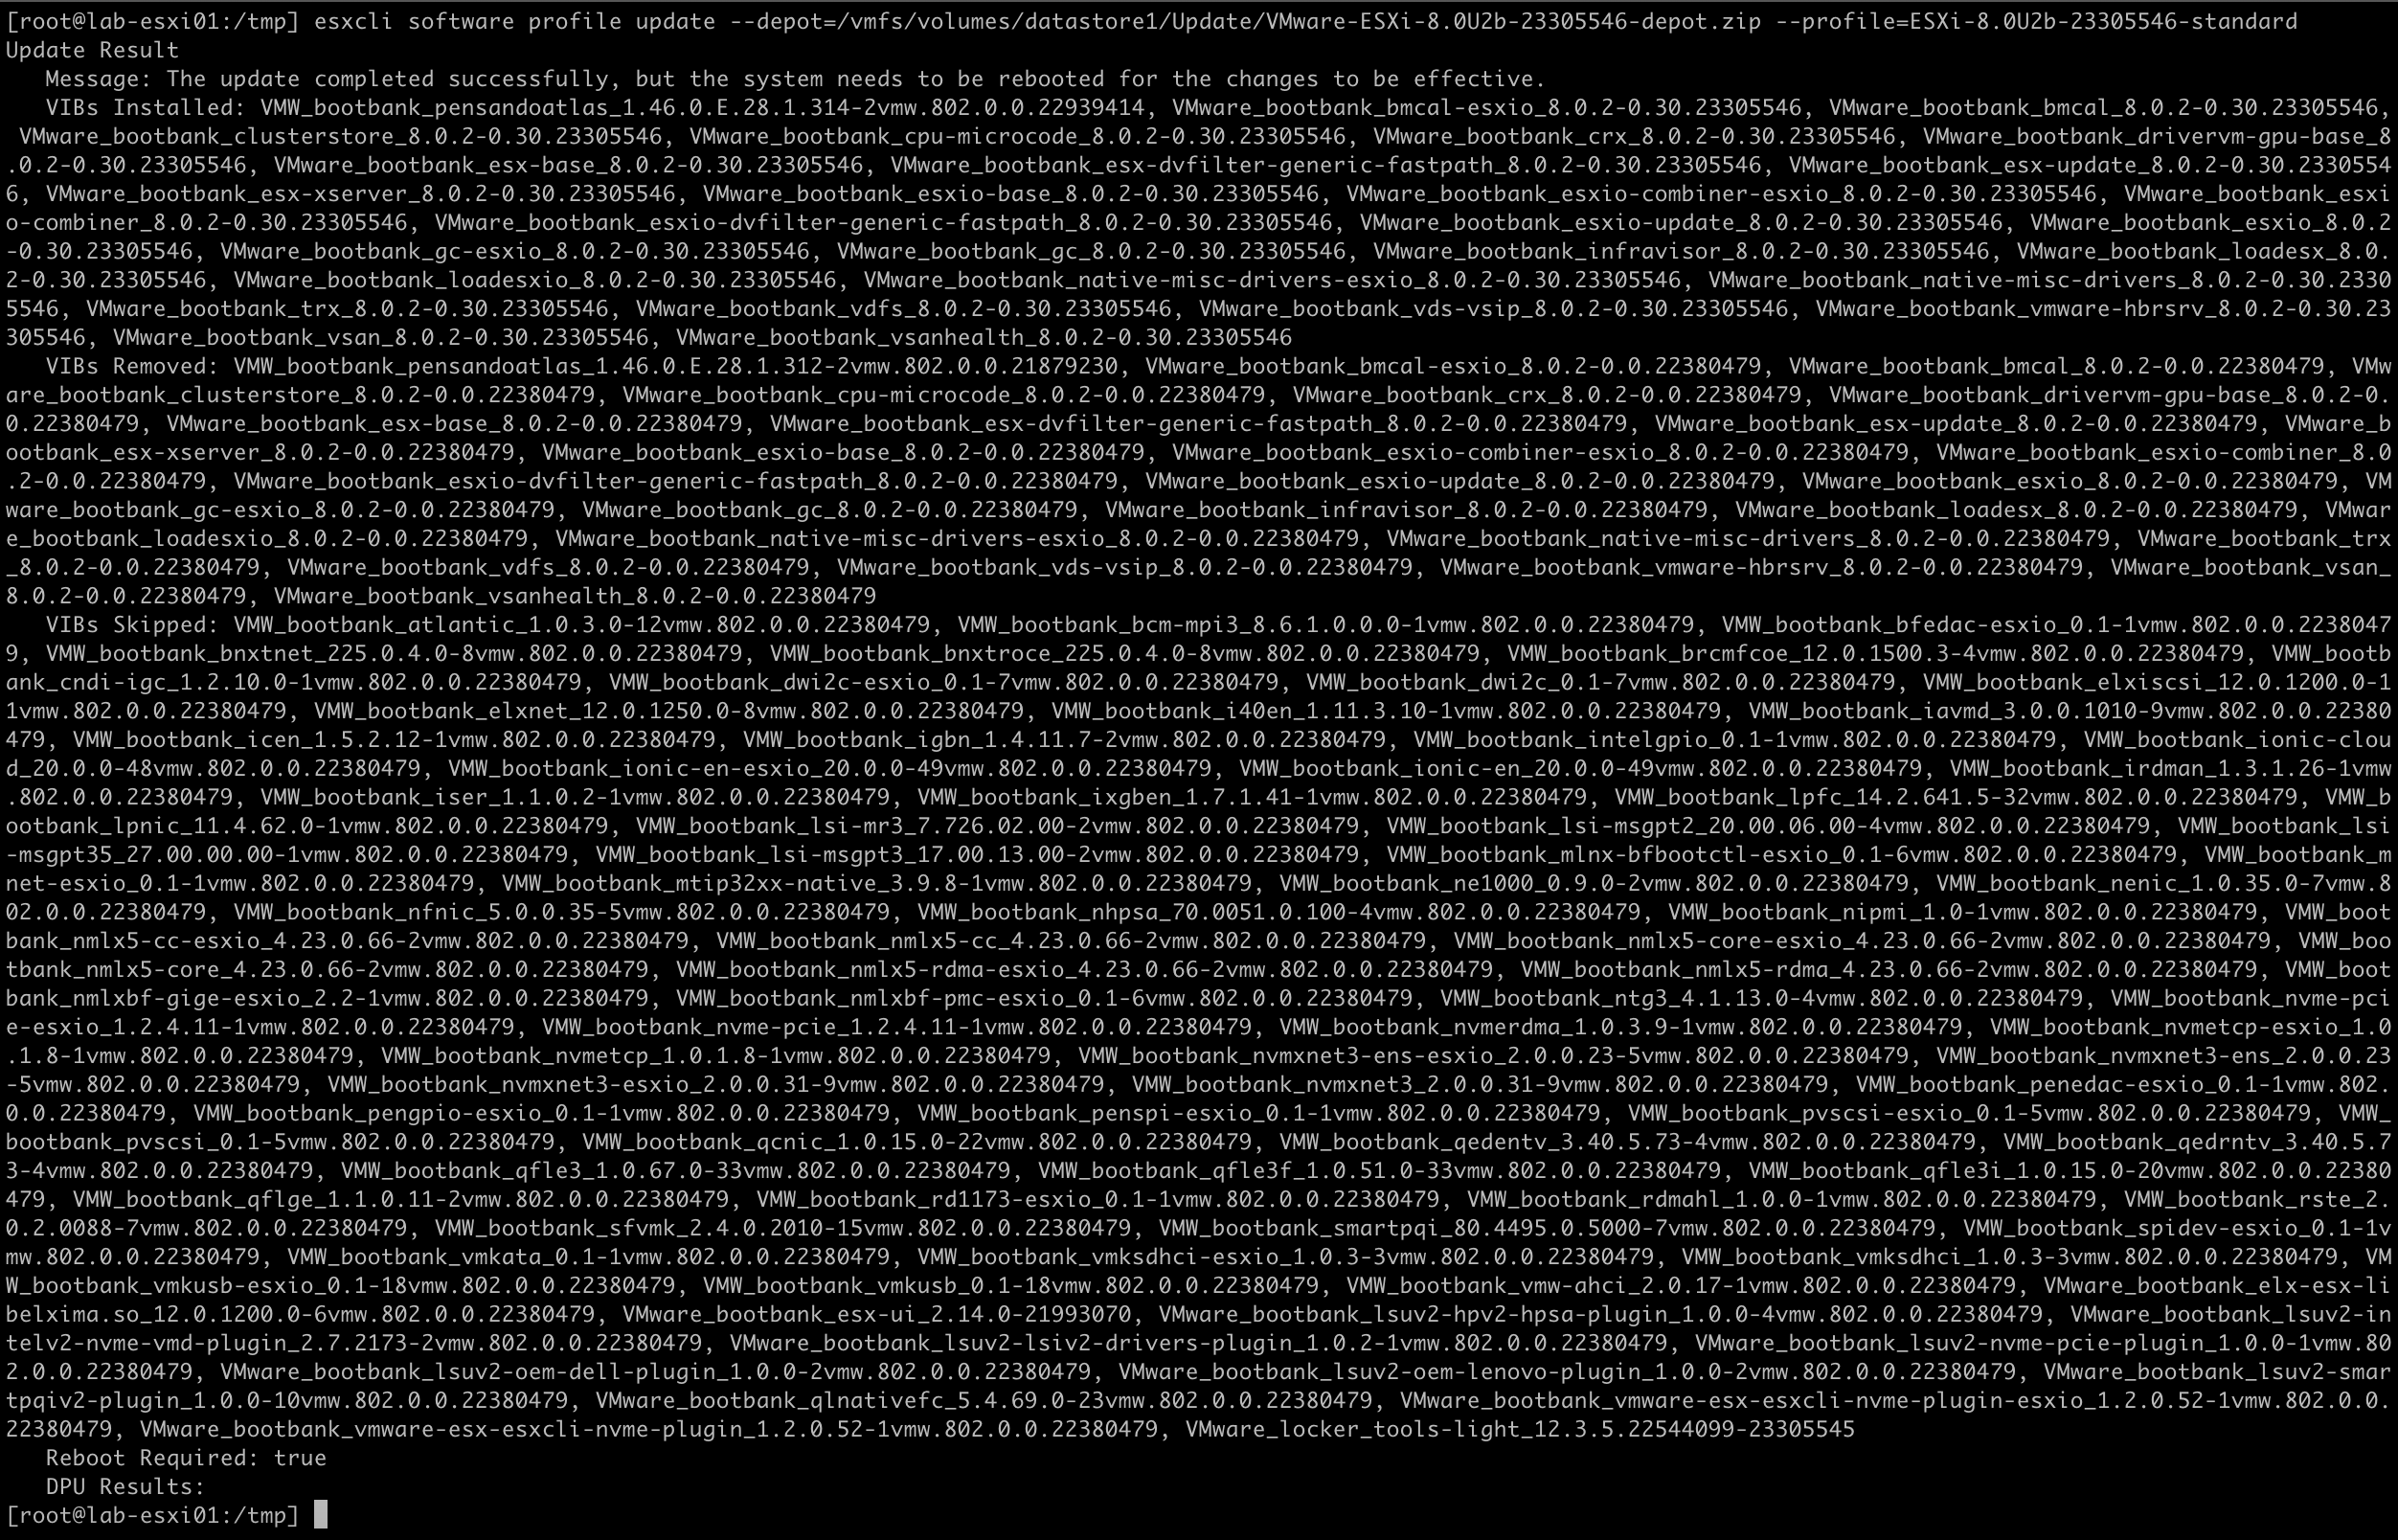 [root@lab-esxi01:/tmp] esxcli software profile update --depot=/vmfs/volumes/datastore1/Update/VMware-ESXi-8.0U2b-23305546-depot.zip --profile=ESXi-8.0U2b-23305546-standard
Update Result
   Message: The update completed successfully, but the system needs to be rebooted for the changes to be effective.
   VIBs Installed: VMW_bootbank_pensandoatlas_1.46.0.E.28.1.314-2vmw.802.0.0.22939414, VMware_bootbank_bmcal-esxio_8.0.2-0.30.23305546, VMware_bootbank_bmcal_8.0.2-0.30.23305546,
 VMware_bootbank_clusterstore_8.0.2-0.30.23305546, VMware_bootbank_cpu-microcode_8.0.2-0.30.23305546, VMware_bootbank_crx_8.0.2-0.30.23305546, VMware_bootbank_drivervm-gpu-base_8
.0.2-0.30.23305546, VMware_bootbank_esx-base_8.0.2-0.30.23305546, VMware_bootbank_esx-dvfilter-generic-fastpath_8.0.2-0.30.23305546, VMware_bootbank_esx-update_8.0.2-0.30.2330554
6, VMware_bootbank_esx-xserver_8.0.2-0.30.23305546, VMware_bootbank_esxio-base_8.0.2-0.30.23305546, VMware_bootbank_esxio-combiner-esxio_8.0.2-0.30.23305546, VMware_bootbank_esxi
o-combiner_8.0.2-0.30.23305546, VMware_bootbank_esxio-dvfilter-generic-fastpath_8.0.2-0.30.23305546, VMware_bootbank_esxio-update_8.0.2-0.30.23305546, VMware_bootbank_esxio_8.0.2
-0.30.23305546, VMware_bootbank_gc-esxio_8.0.2-0.30.23305546, VMware_bootbank_gc_8.0.2-0.30.23305546, VMware_bootbank_infravisor_8.0.2-0.30.23305546, VMware_bootbank_loadesx_8.0.
2-0.30.23305546, VMware_bootbank_loadesxio_8.0.2-0.30.23305546, VMware_bootbank_native-misc-drivers-esxio_8.0.2-0.30.23305546, VMware_bootbank_native-misc-drivers_8.0.2-0.30.2330
5546, VMware_bootbank_trx_8.0.2-0.30.23305546, VMware_bootbank_vdfs_8.0.2-0.30.23305546, VMware_bootbank_vds-vsip_8.0.2-0.30.23305546, VMware_bootbank_vmware-hbrsrv_8.0.2-0.30.23
305546, VMware_bootbank_vsan_8.0.2-0.30.23305546, VMware_bootbank_vsanhealth_8.0.2-0.30.23305546
   VIBs Removed: VMW_bootbank_pensandoatlas_1.46.0.E.28.1.312-2vmw.802.0.0.21879230, VMware_bootbank_bmcal-esxio_8.0.2-0.0.22380479, VMware_bootbank_bmcal_8.0.2-0.0.22380479, VMw
are_bootbank_clusterstore_8.0.2-0.0.22380479, VMware_bootbank_cpu-microcode_8.0.2-0.0.22380479, VMware_bootbank_crx_8.0.2-0.0.22380479, VMware_bootbank_drivervm-gpu-base_8.0.2-0.
0.22380479, VMware_bootbank_esx-base_8.0.2-0.0.22380479, VMware_bootbank_esx-dvfilter-generic-fastpath_8.0.2-0.0.22380479, VMware_bootbank_esx-update_8.0.2-0.0.22380479, VMware_b
ootbank_esx-xserver_8.0.2-0.0.22380479, VMware_bootbank_esxio-base_8.0.2-0.0.22380479, VMware_bootbank_esxio-combiner-esxio_8.0.2-0.0.22380479, VMware_bootbank_esxio-combiner_8.0
.2-0.0.22380479, VMware_bootbank_esxio-dvfilter-generic-fastpath_8.0.2-0.0.22380479, VMware_bootbank_esxio-update_8.0.2-0.0.22380479, VMware_bootbank_esxio_8.0.2-0.0.22380479, VM
ware_bootbank_gc-esxio_8.0.2-0.0.22380479, VMware_bootbank_gc_8.0.2-0.0.22380479, VMware_bootbank_infravisor_8.0.2-0.0.22380479, VMware_bootbank_loadesx_8.0.2-0.0.22380479, VMwar
e_bootbank_loadesxio_8.0.2-0.0.22380479, VMware_bootbank_native-misc-drivers-esxio_8.0.2-0.0.22380479, VMware_bootbank_native-misc-drivers_8.0.2-0.0.22380479, VMware_bootbank_trx
_8.0.2-0.0.22380479, VMware_bootbank_vdfs_8.0.2-0.0.22380479, VMware_bootbank_vds-vsip_8.0.2-0.0.22380479, VMware_bootbank_vmware-hbrsrv_8.0.2-0.0.22380479, VMware_bootbank_vsan_
8.0.2-0.0.22380479, VMware_bootbank_vsanhealth_8.0.2-0.0.22380479
   VIBs Skipped: VMW_bootbank_atlantic_1.0.3.0-12vmw.802.0.0.22380479, VMW_bootbank_bcm-mpi3_8.6.1.0.0.0-1vmw.802.0.0.22380479, VMW_bootbank_bfedac-esxio_0.1-1vmw.802.0.0.2238047
9, VMW_bootbank_bnxtnet_225.0.4.0-8vmw.802.0.0.22380479, VMW_bootbank_bnxtroce_225.0.4.0-8vmw.802.0.0.22380479, VMW_bootbank_brcmfcoe_12.0.1500.3-4vmw.802.0.0.22380479, VMW_bootb
ank_cndi-igc_1.2.10.0-1vmw.802.0.0.22380479, VMW_bootbank_dwi2c-esxio_0.1-7vmw.802.0.0.22380479, VMW_bootbank_dwi2c_0.1-7vmw.802.0.0.22380479, VMW_bootbank_elxiscsi_12.0.1200.0-1
1vmw.802.0.0.22380479, VMW_bootbank_elxnet_12.0.1250.0-8vmw.802.0.0.22380479, VMW_bootbank_i40en_1.11.3.10-1vmw.802.0.0.22380479, VMW_bootbank_iavmd_3.0.0.1010-9vmw.802.0.0.22380
479, VMW_bootbank_icen_1.5.2.12-1vmw.802.0.0.22380479, VMW_bootbank_igbn_1.4.11.7-2vmw.802.0.0.22380479, VMW_bootbank_intelgpio_0.1-1vmw.802.0.0.22380479, VMW_bootbank_ionic-clou
d_20.0.0-48vmw.802.0.0.22380479, VMW_bootbank_ionic-en-esxio_20.0.0-49vmw.802.0.0.22380479, VMW_bootbank_ionic-en_20.0.0-49vmw.802.0.0.22380479, VMW_bootbank_irdman_1.3.1.26-1vmw
.802.0.0.22380479, VMW_bootbank_iser_1.1.0.2-1vmw.802.0.0.22380479, VMW_bootbank_ixgben_1.7.1.41-1vmw.802.0.0.22380479, VMW_bootbank_lpfc_14.2.641.5-32vmw.802.0.0.22380479, VMW_b
ootbank_lpnic_11.4.62.0-1vmw.802.0.0.22380479, VMW_bootbank_lsi-mr3_7.726.02.00-2vmw.802.0.0.22380479, VMW_bootbank_lsi-msgpt2_20.00.06.00-4vmw.802.0.0.22380479, VMW_bootbank_lsi
-msgpt35_27.00.00.00-1vmw.802.0.0.22380479, VMW_bootbank_lsi-msgpt3_17.00.13.00-2vmw.802.0.0.22380479, VMW_bootbank_mlnx-bfbootctl-esxio_0.1-6vmw.802.0.0.22380479, VMW_bootbank_m
net-esxio_0.1-1vmw.802.0.0.22380479, VMW_bootbank_mtip32xx-native_3.9.8-1vmw.802.0.0.22380479, VMW_bootbank_ne1000_0.9.0-2vmw.802.0.0.22380479, VMW_bootbank_nenic_1.0.35.0-7vmw.8
02.0.0.22380479, VMW_bootbank_nfnic_5.0.0.35-5vmw.802.0.0.22380479, VMW_bootbank_nhpsa_70.0051.0.100-4vmw.802.0.0.22380479, VMW_bootbank_nipmi_1.0-1vmw.802.0.0.22380479, VMW_boot
bank_nmlx5-cc-esxio_4.23.0.66-2vmw.802.0.0.22380479, VMW_bootbank_nmlx5-cc_4.23.0.66-2vmw.802.0.0.22380479, VMW_bootbank_nmlx5-core-esxio_4.23.0.66-2vmw.802.0.0.22380479, VMW_boo
tbank_nmlx5-core_4.23.0.66-2vmw.802.0.0.22380479, VMW_bootbank_nmlx5-rdma-esxio_4.23.0.66-2vmw.802.0.0.22380479, VMW_bootbank_nmlx5-rdma_4.23.0.66-2vmw.802.0.0.22380479, VMW_boot
bank_nmlxbf-gige-esxio_2.2-1vmw.802.0.0.22380479, VMW_bootbank_nmlxbf-pmc-esxio_0.1-6vmw.802.0.0.22380479, VMW_bootbank_ntg3_4.1.13.0-4vmw.802.0.0.22380479, VMW_bootbank_nvme-pci
e-esxio_1.2.4.11-1vmw.802.0.0.22380479, VMW_bootbank_nvme-pcie_1.2.4.11-1vmw.802.0.0.22380479, VMW_bootbank_nvmerdma_1.0.3.9-1vmw.802.0.0.22380479, VMW_bootbank_nvmetcp-esxio_1.0
.1.8-1vmw.802.0.0.22380479, VMW_bootbank_nvmetcp_1.0.1.8-1vmw.802.0.0.22380479, VMW_bootbank_nvmxnet3-ens-esxio_2.0.0.23-5vmw.802.0.0.22380479, VMW_bootbank_nvmxnet3-ens_2.0.0.23
-5vmw.802.0.0.22380479, VMW_bootbank_nvmxnet3-esxio_2.0.0.31-9vmw.802.0.0.22380479, VMW_bootbank_nvmxnet3_2.0.0.31-9vmw.802.0.0.22380479, VMW_bootbank_penedac-esxio_0.1-1vmw.802.
0.0.22380479, VMW_bootbank_pengpio-esxio_0.1-1vmw.802.0.0.22380479, VMW_bootbank_penspi-esxio_0.1-1vmw.802.0.0.22380479, VMW_bootbank_pvscsi-esxio_0.1-5vmw.802.0.0.22380479, VMW_
bootbank_pvscsi_0.1-5vmw.802.0.0.22380479, VMW_bootbank_qcnic_1.0.15.0-22vmw.802.0.0.22380479, VMW_bootbank_qedentv_3.40.5.73-4vmw.802.0.0.22380479, VMW_bootbank_qedrntv_3.40.5.7
3-4vmw.802.0.0.22380479, VMW_bootbank_qfle3_1.0.67.0-33vmw.802.0.0.22380479, VMW_bootbank_qfle3f_1.0.51.0-33vmw.802.0.0.22380479, VMW_bootbank_qfle3i_1.0.15.0-20vmw.802.0.0.22380
479, VMW_bootbank_qflge_1.1.0.11-2vmw.802.0.0.22380479, VMW_bootbank_rd1173-esxio_0.1-1vmw.802.0.0.22380479, VMW_bootbank_rdmahl_1.0.0-1vmw.802.0.0.22380479, VMW_bootbank_rste_2.
0.2.0088-7vmw.802.0.0.22380479, VMW_bootbank_sfvmk_2.4.0.2010-15vmw.802.0.0.22380479, VMW_bootbank_smartpqi_80.4495.0.5000-7vmw.802.0.0.22380479, VMW_bootbank_spidev-esxio_0.1-1v
mw.802.0.0.22380479, VMW_bootbank_vmkata_0.1-1vmw.802.0.0.22380479, VMW_bootbank_vmksdhci-esxio_1.0.3-3vmw.802.0.0.22380479, VMW_bootbank_vmksdhci_1.0.3-3vmw.802.0.0.22380479, VM
W_bootbank_vmkusb-esxio_0.1-18vmw.802.0.0.22380479, VMW_bootbank_vmkusb_0.1-18vmw.802.0.0.22380479, VMW_bootbank_vmw-ahci_2.0.17-1vmw.802.0.0.22380479, VMware_bootbank_elx-esx-li
belxima.so_12.0.1200.0-6vmw.802.0.0.22380479, VMware_bootbank_esx-ui_2.14.0-21993070, VMware_bootbank_lsuv2-hpv2-hpsa-plugin_1.0.0-4vmw.802.0.0.22380479, VMware_bootbank_lsuv2-in
telv2-nvme-vmd-plugin_2.7.2173-2vmw.802.0.0.22380479, VMware_bootbank_lsuv2-lsiv2-drivers-plugin_1.0.2-1vmw.802.0.0.22380479, VMware_bootbank_lsuv2-nvme-pcie-plugin_1.0.0-1vmw.80
2.0.0.22380479, VMware_bootbank_lsuv2-oem-dell-plugin_1.0.0-2vmw.802.0.0.22380479, VMware_bootbank_lsuv2-oem-lenovo-plugin_1.0.0-2vmw.802.0.0.22380479, VMware_bootbank_lsuv2-smar
tpqiv2-plugin_1.0.0-10vmw.802.0.0.22380479, VMware_bootbank_qlnativefc_5.4.69.0-23vmw.802.0.0.22380479, VMware_bootbank_vmware-esx-esxcli-nvme-plugin-esxio_1.2.0.52-1vmw.802.0.0.
22380479, VMware_bootbank_vmware-esx-esxcli-nvme-plugin_1.2.0.52-1vmw.802.0.0.22380479, VMware_locker_tools-light_12.3.5.22544099-23305545
   Reboot Required: true
   DPU Results:
[root@lab-esxi01:/tmp]